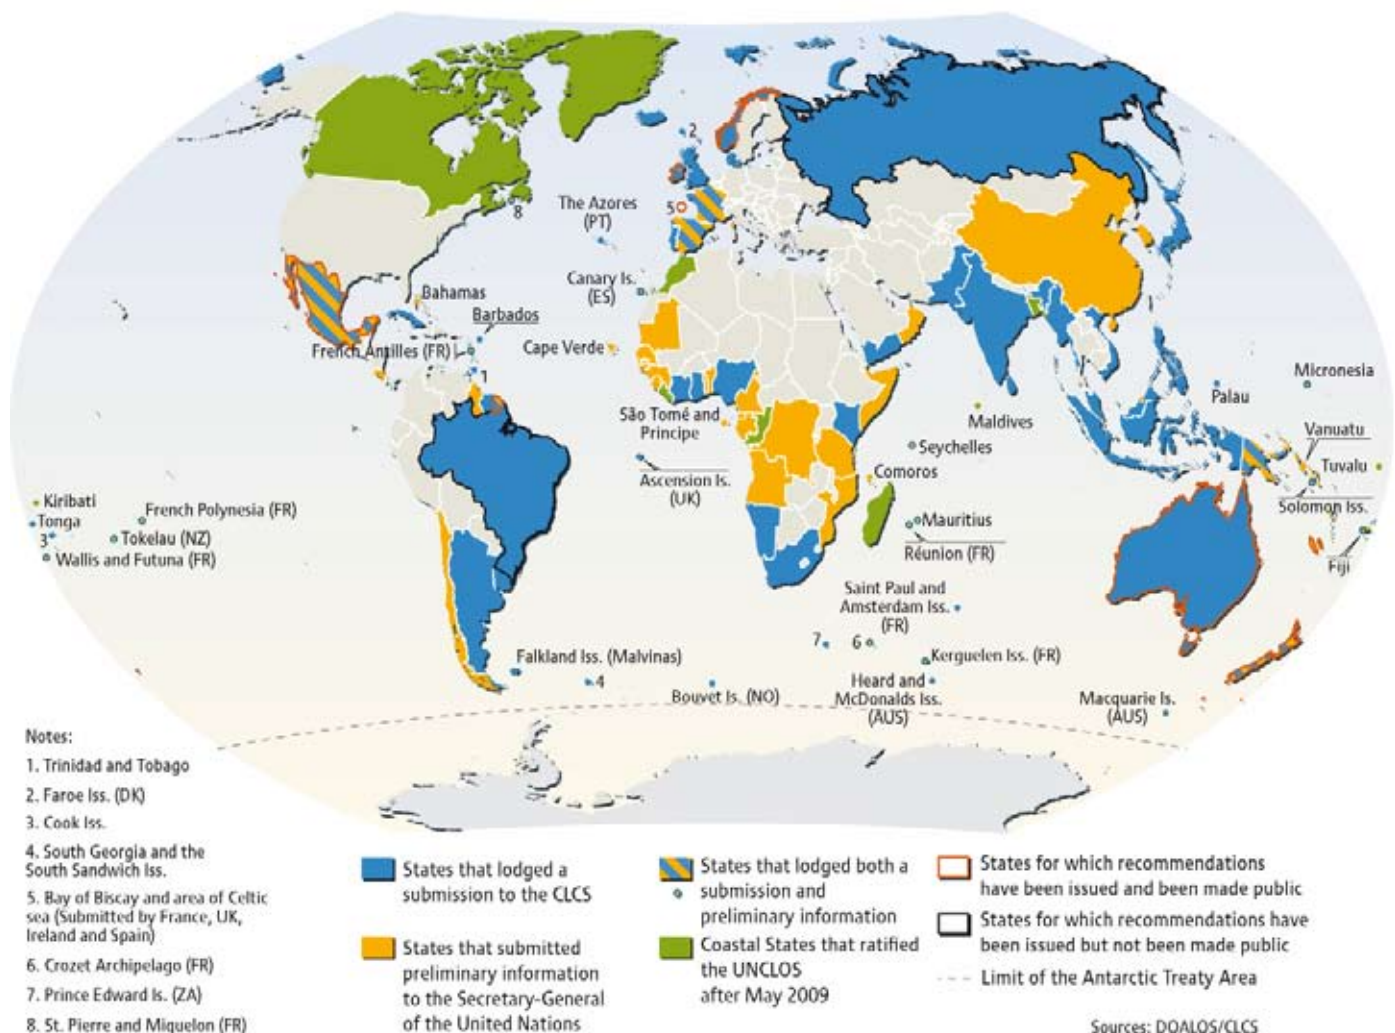 2
The Azores
(PT)
5
8
Canary Is.
(ES)
Bahamas
Barbados
French Antilles (FR)
Cape Verde
1
São Tomé and
Principe
Ascension Is.
(UK)
Maldives
Seychelles
Comoros
Mauritius
Réunion (FR)
Palau
Micronesia
Vanuatu
Tuvalu
Solomon Iss.
Fiji
Kiribati
Tonga
3
French Polynesia (FR)
Tokelau (NZ)
Wallis and Futuna (FR)
Saint Paul and
Amsterdam Iss.
(FR)
7
6
Kerguelen Iss. (FR)
Falkland Iss. (Malvinas)
4
Bouvet Is. (NO)
Heard and
McDonalds Iss.
(AUS)
Macquarie Is.
(AUS)
Notes:
1. Trinidad and Tobago
2. Faroe Iss. (DK)
3. Cook Iss.
4. South Georgia and the
South Sandwich Iss.
5. Bay of Biscay and area of Celtic
sea (Submitted by France, UK,
Ireland and Spain)
6. Crozet Archipelago (FR)
7. Prince Edward Is. (ZA)
8. St. Pierre and Miquelon (FR)
States that lodged a
submission to the CLCS
States that submitted
preliminary information
to the Secretary-General
of the United Nations
States that lodged both a
submission and
preliminary information
Coastal States that ratified
the UNCLOS
after May 2009
States for which recommendations
have been issued and been made public
States for which recommendations have
been issued but not been made public
Limit of the Antarctic Treaty Area
Sources: DOALOS/CLCS